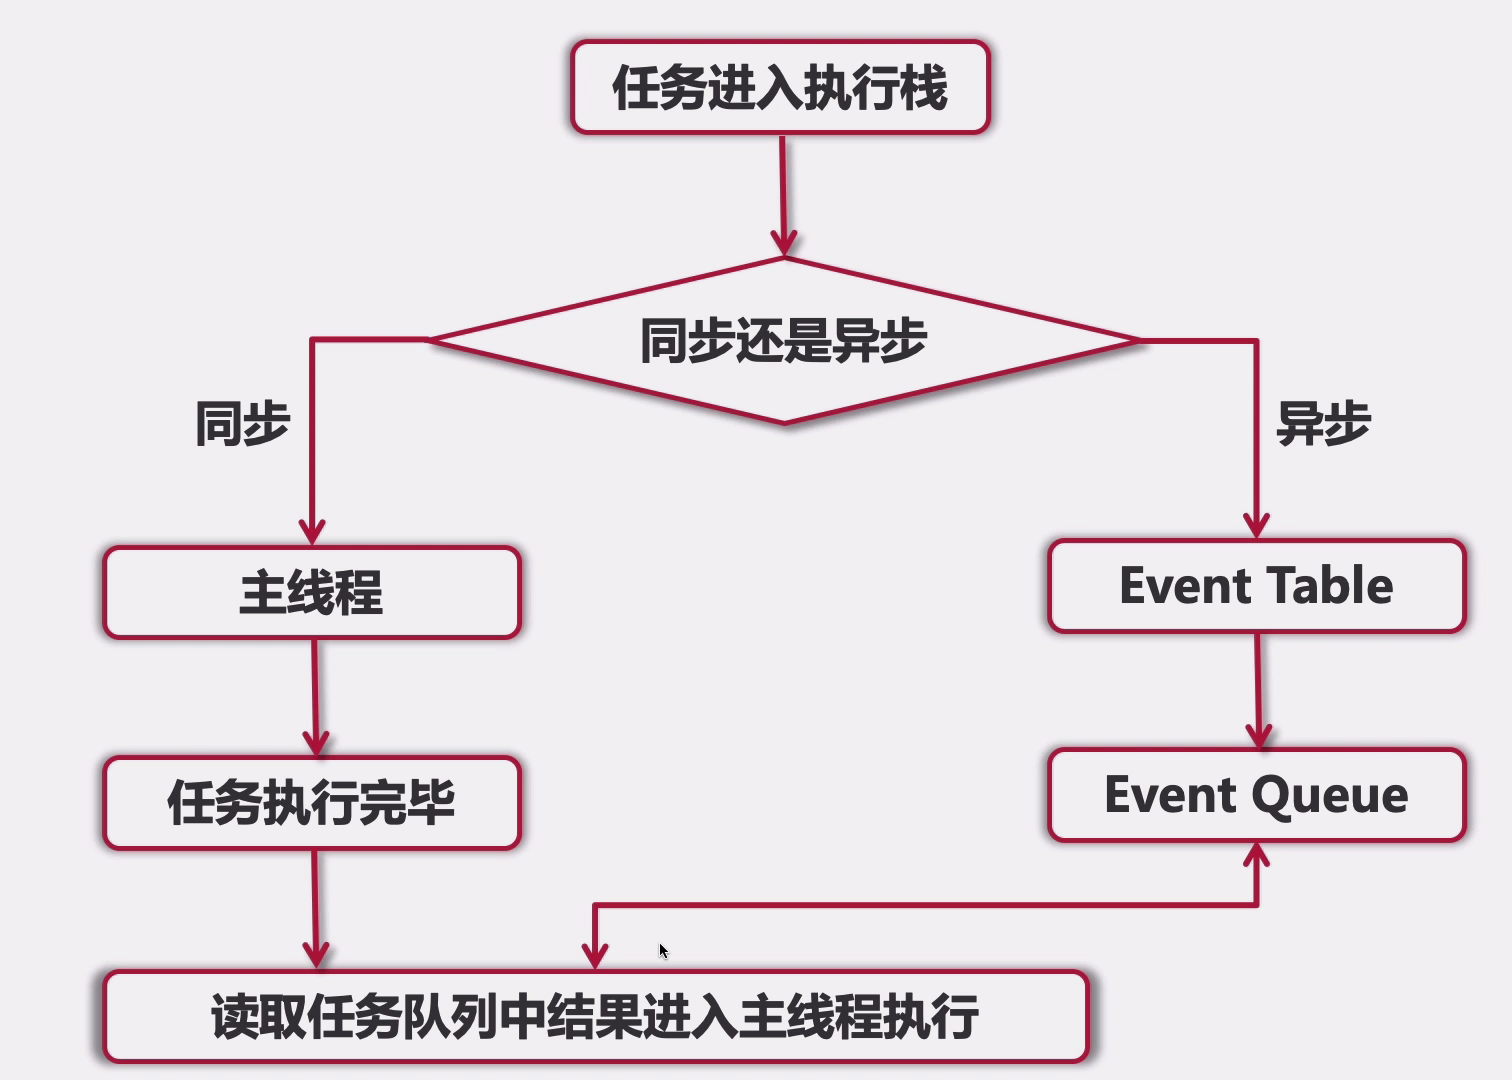 任务进入执行栈
同步还是异步
同步
异步
主线程
Event Table
任务执行完毕
Event Queue
读取任务队列中结果进入主线程执行